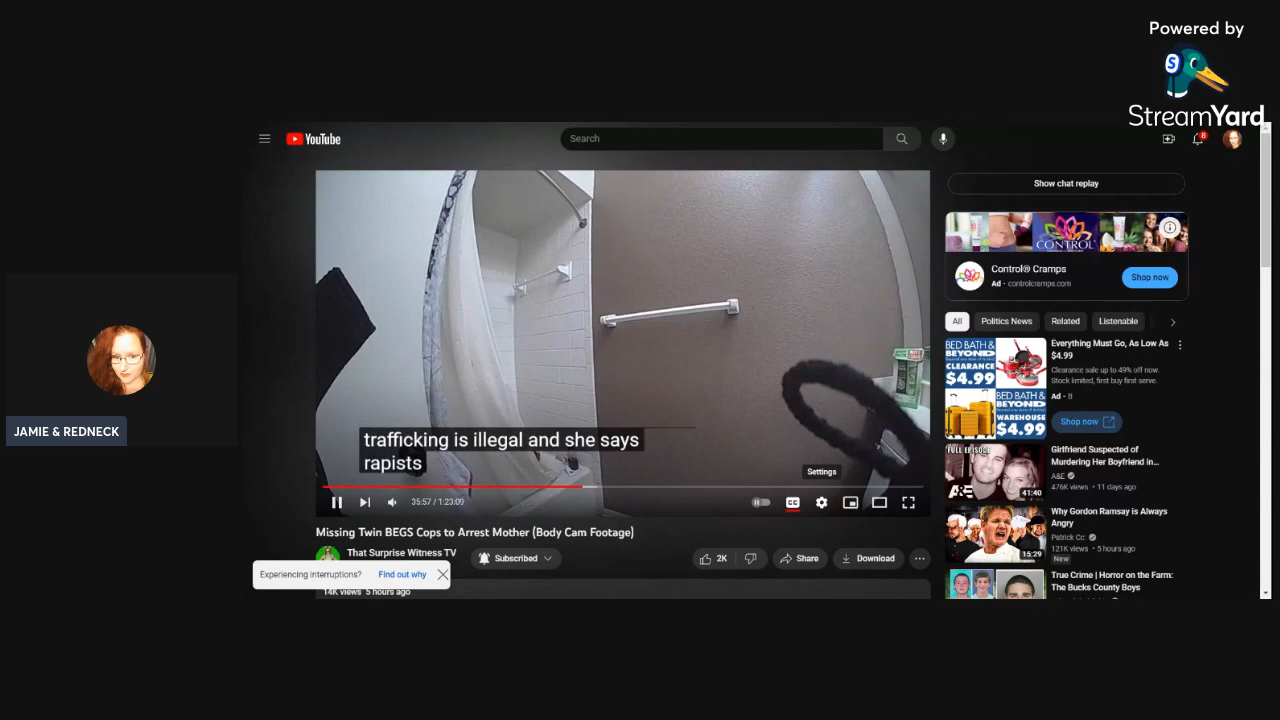 Powered by
StreamYard
YouTube
Search
8
Show chat replay
CONTROL
Control® Cramps
Ad · controlcramps.com
Shop now
All
Politics News
Related
Listenable
BED BATH &
BEYOND
CLEARANCE
$4.99
BED BATH &
BEYOND
WAREHOUSE
$4.99
Everything Must Go, As Low As
$4.99
Clearance sale up to 49% off now.
Stock limited, first buy first serve.
Ad · B
Shop now
trafficking is illegal and she says
rapists
Settings
35:57 / 1:23:09
CC
JAMIE & REDNECK
FULL EPISODE
A&E
41:40
Girlfriend Suspected of
Murdering Her Boyfriend in...
A&E
476K views · 11 days ago
15:29
Why Gordon Ramsay is Always
Angry
Patrick Cc:
121K views · 5 hours ago
New
True Crime | Horror on the Farm:
The Bucks County Boys
Missing Twin BEGS Cops to Arrest Mother (Body Cam Footage)
That Surprise Witness TV
Subscribed
2K
Share
Download
Experiencing interruptions?
Find out why
14K views 5 hours ago